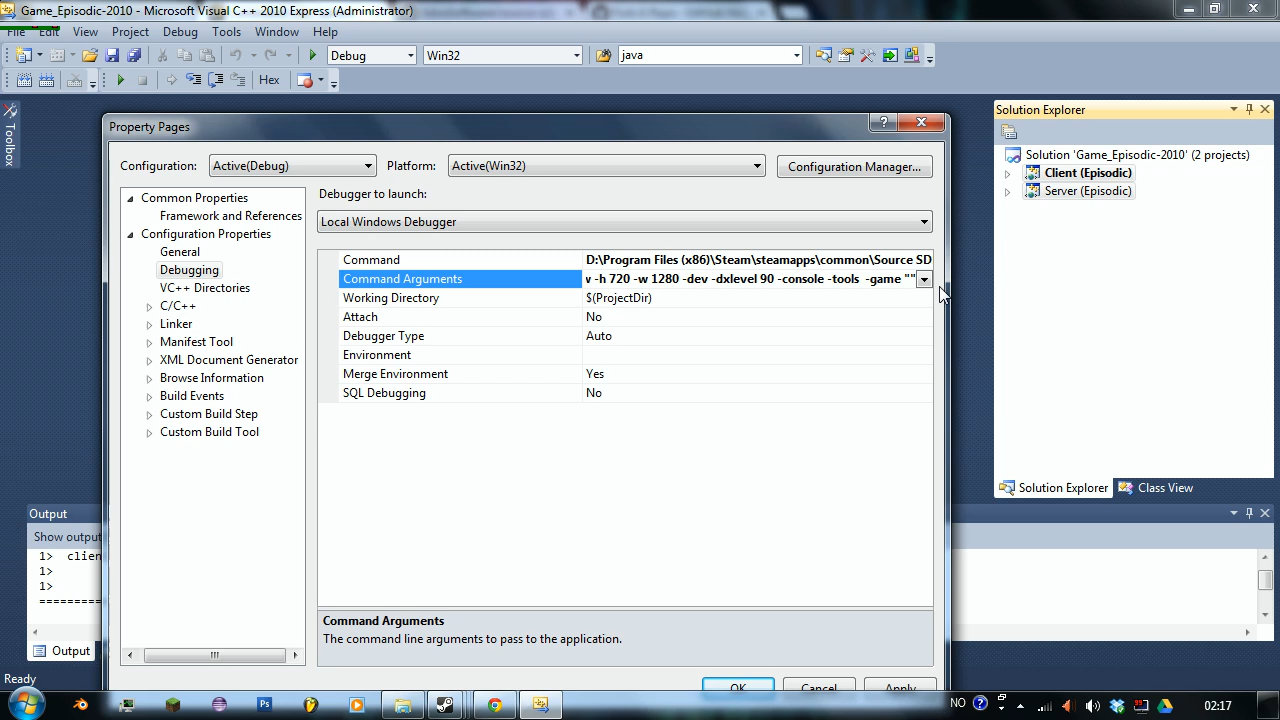 Game_Episodic-2010 - Microsoft Visual C++ 2010 Express (Administrator)
File Edit View Project Debug Tools Window Help
Debug Win32 java
Hex
Toolbox
Property Pages
Configuration: Active(Debug) Platform: Active(Win32) Configuration Manager...
Common Properties
Framework and References
Configuration Properties
General
Debugging
VC++ Directories
C/C++
Linker
Manifest Tool
XML Document Generator
Browse Information
Build Events
Custom Build Step
Custom Build Tool
Debugger to launch:
Local Windows Debugger
Command D:\Program Files (x86)\Steam\steamapps\common\Source SD
Command Arguments -h 720 -w 1280 -dev -dxlevel 90 -console -tools -game ""
Working Directory $(ProjectDir)
Attach No
Debugger Type Auto
Environment
Merge Environment Yes
SQL Debugging No
Command Arguments
The command line arguments to pass to the application.
OK Cancel Apply
Solution Explorer
Solution 'Game_Episodic-2010' (2 projects)
Client (Episodic)
Server (Episodic)
Solution Explorer Class View
Output
Show output
1> clien
1>
1>
==========
Output
Ready
NO 02:17